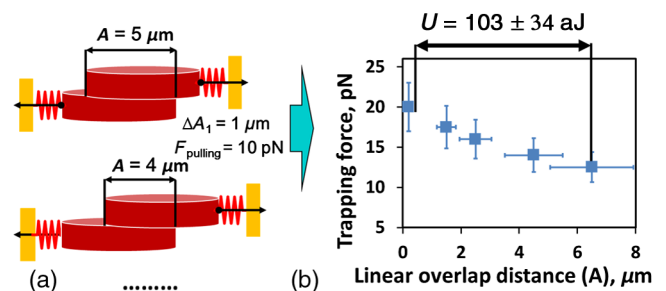 A = 5 μm
ΔA₁ = 1 μm
Fpulling = 10 pN
A = 4 μm
(a)
.........
(b)
U = 103 ± 34 aJ
Trapping force, pN
25
20
15
10
5
0 2 4 6 8
Linear overlap distance (A), μm